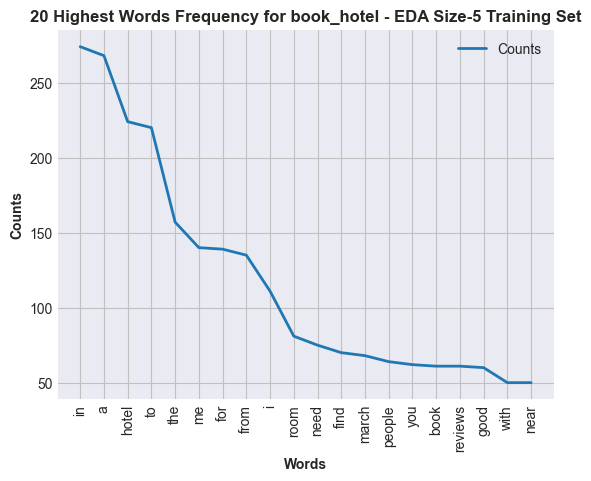 20 Highest Words Frequency for book_hotel - EDA Size-5 Training Set
Counts
250
200
150
100
50
Counts
in
a
hotel
to
the
me
for
from
i
room
need
find
march
people
you
book
reviews
good
with
near
Words